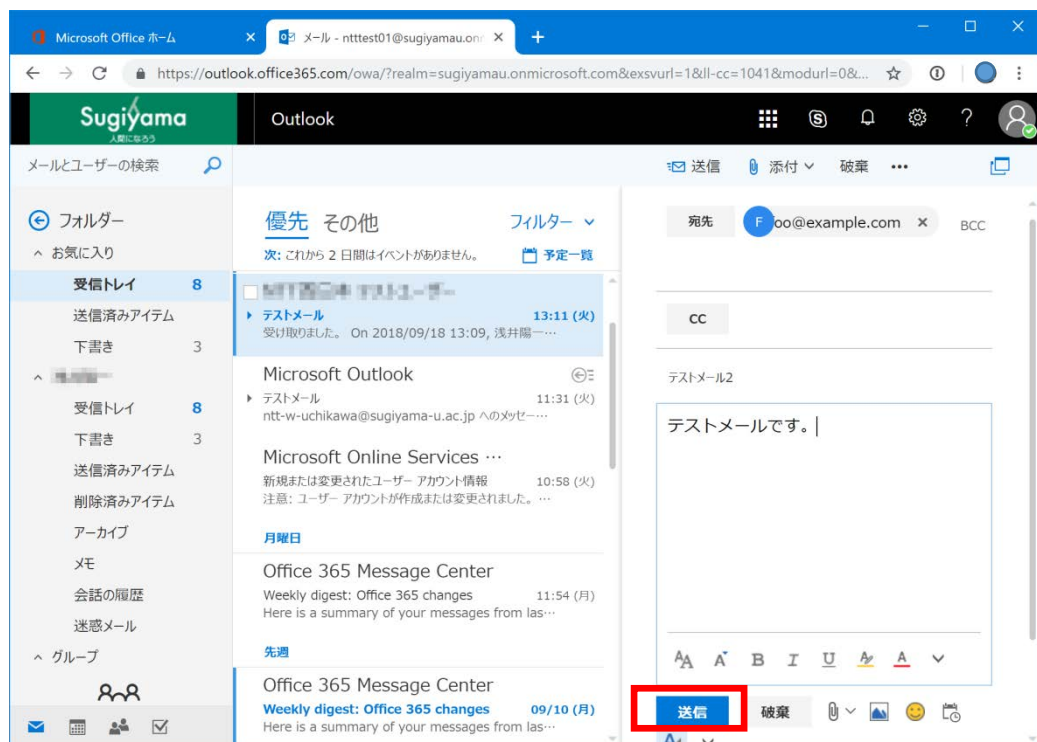 Microsoft Office ホーム
メール - ntttest01@sugiyamau.onm
https://outlook.office365.com/owa/?realm=sugiyamau.onmicrosoft.com&exsvurl=1&ll-cc=1041&modurl=0&...
Sugiyama
人間になろう
Outlook
メールとユーザーの検索
送信
添付
破棄
フォルダー
お気に入り
受信トレイ 8
送信済みアイテム
下書き 3
受信トレイ 8
下書き 3
送信済みアイテム
削除済みアイテム
アーカイブ
メモ
会話の履歴
迷惑メール
グループ
優先 その他 フィルター
次: これから 2 日間はイベントがありません。 予定一覧
テストメール 13:11 (火)
受け取りました。 On 2018/09/18 13:09, 浅井陽一…
Microsoft Outlook
テストメール 11:31 (火)
ntt-w-uchikawa@sugiyama-u.ac.jp へのメッセー…
Microsoft Online Services …
新規または変更されたユーザー アカウント情報 10:58 (火)
注意: ユーザー アカウントが作成または変更されました。 …
月曜日
Office 365 Message Center
Weekly digest: Office 365 changes 11:54 (月)
Here is a summary of your messages from las…
先週
Office 365 Message Center
Weekly digest: Office 365 changes 09/10 (月)
Here is a summary of your messages from las…
宛先 F foo@example.com × BCC
CC
テストメール2
テストメールです。
AA A B I U A
送信 破棄